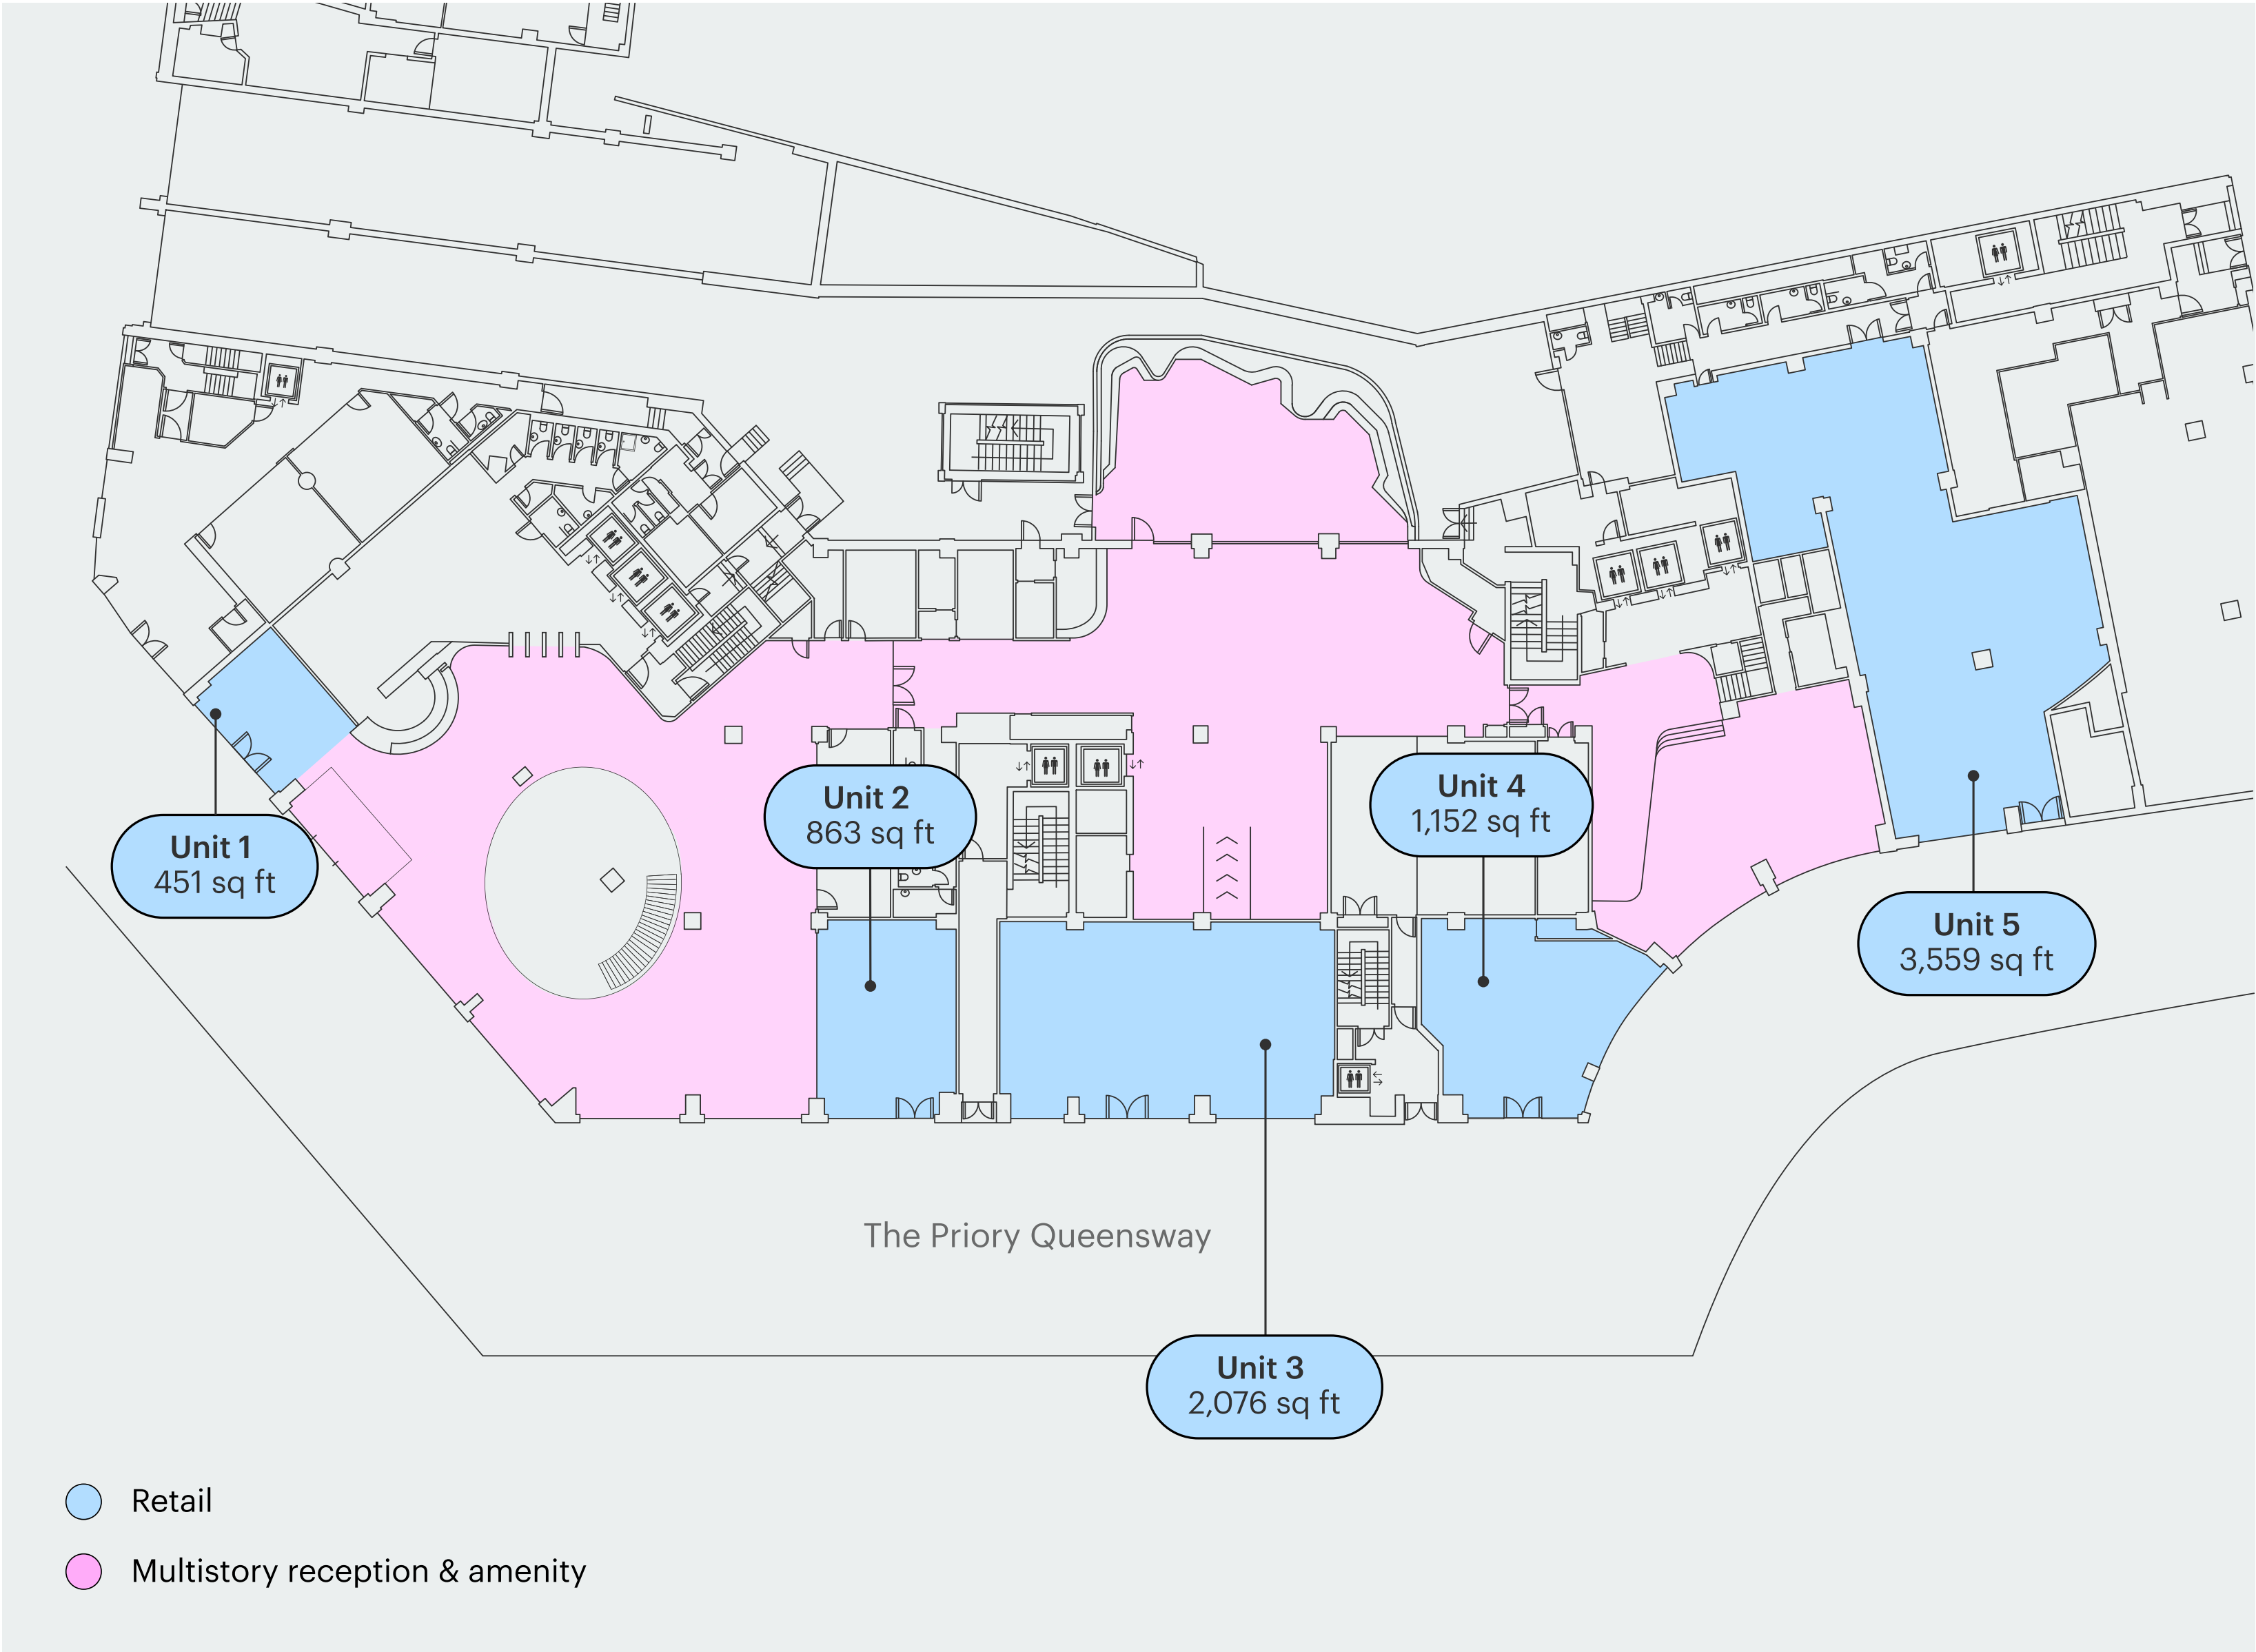 Unit 1
451 sq ft
Unit 2
863 sq ft
Unit 4
1,152 sq ft
Unit 5
3,559 sq ft
The Priory Queensway
Unit 3
2,076 sq ft
Retail
Multistory reception & amenity